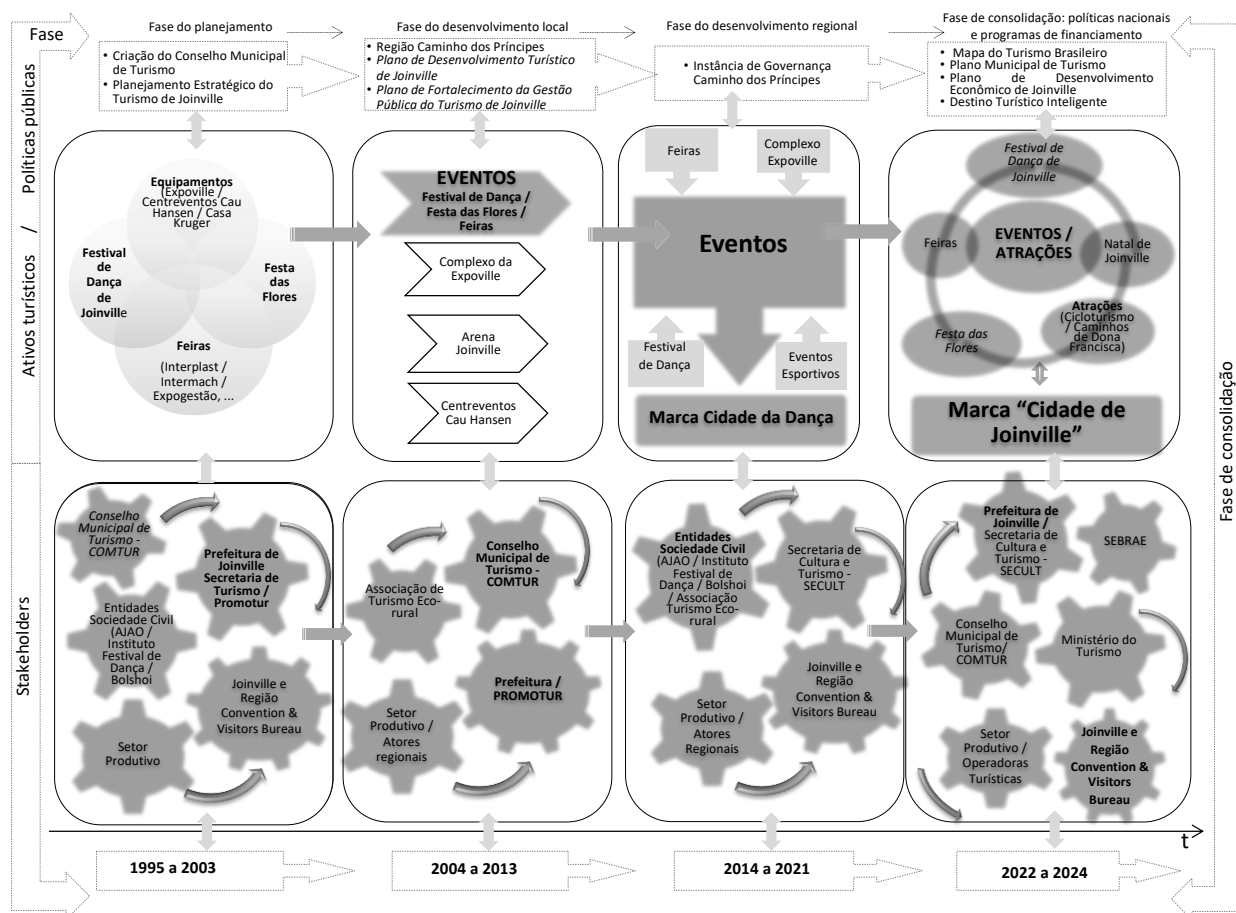 Fase
Fase do planejamento
Fase do desenvolvimento local
Fase do desenvolvimento regional
Fase de consolidação: políticas nacionais
e programas de financiamento
• Criação do Conselho Municipal
de Turismo
• Planejamento Estratégico do
Turismo de Joinville
• Região Caminho dos Príncipes
• Plano de Desenvolvimento Turístico
de Joinville
• Plano de Fortalecimento da Gestão
Pública do Turismo de Joinville
• Instância de Governança
Caminho dos Príncipes
• Mapa do Turismo Brasileiro
• Plano Municipal de Turismo
• Plano de Desenvolvimento
Econômico de Joinville
• Destino Turístico Inteligente
Ativos turísticos / Políticas públicas
Equipamentos
(Expoville /
Centreventos Cau
Hansen / Casa
Kruger
Festival
de
Dança
de
Joinville
Festa
das
Flores
Feiras
(Interplast /
Intermach /
Expogestão, ...
EVENTOS
Festival de Dança /
Festa das Flores /
Feiras
Complexo da
Expoville
Arena
Joinville
Centreventos
Cau Hansen
Feiras
Complexo
Expoville
Eventos
Festival
de Dança
Eventos
Esportivos
Marca Cidade da Dança
Festival de
Dança de
Joinville
Feiras
EVENTOS /
ATRAÇÕES
Natal de
Joinville
Festa das
Flores
Atrações
(Cicloturismo
/ Caminhos
de Dona
Francisca)
Marca “Cidade de
Joinville”
Fase de consolidação
Stakeholders
Conselho
Municipal de
Turismo -
COMTUR
Prefeitura de
Joinville
Secretaria de
Turismo /
Promotur
Entidades
Sociedade Civil
(AJAO /
Instituto
Festival de
Dança /
Bolshoi
Joinville e
Região
Convention &
Visitors Bureau
Setor
Produtivo
Conselho
Municipal de
Turismo -
COMTUR
Associação de
Turismo Eco-
rural
Prefeitura /
PROMOTUR
Setor
Produtivo /
Atores
regionais
Entidades
Sociedade Civil
(AJAO / Instituto
Festival de
Dança / Bolshoi
/ Associação
Turismo Eco-
rural
Secretaria de
Cultura e
Turismo -
SECULT
Joinville e
Região
Convention &
Visitors Bureau
Setor
Produtivo /
Atores
Regionais
Prefeitura de
Joinville /
Secretaria de
Cultura e
Turismo -
SECULT
SEBRAE
Conselho
Municipal de
Turismo/
COMTUR
Ministério do
Turismo
Setor
Produtivo /
Operadoras
Turísticas
Joinville e
Região
Convention &
Visitors
Bureau
t
1995 a 2003
2004 a 2013
2014 a 2021
2022 a 2024